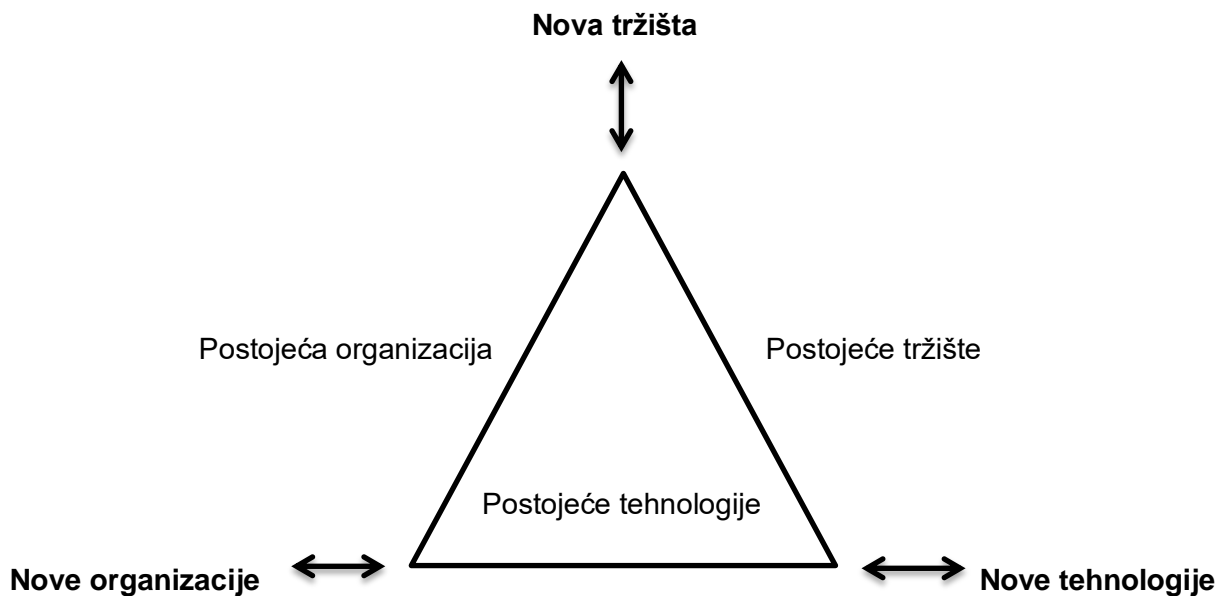 Nova tržišta
Postojeća organizacija
Postojeće tržište
Postojeće tehnologije
Nove organizacije
Nove tehnologije